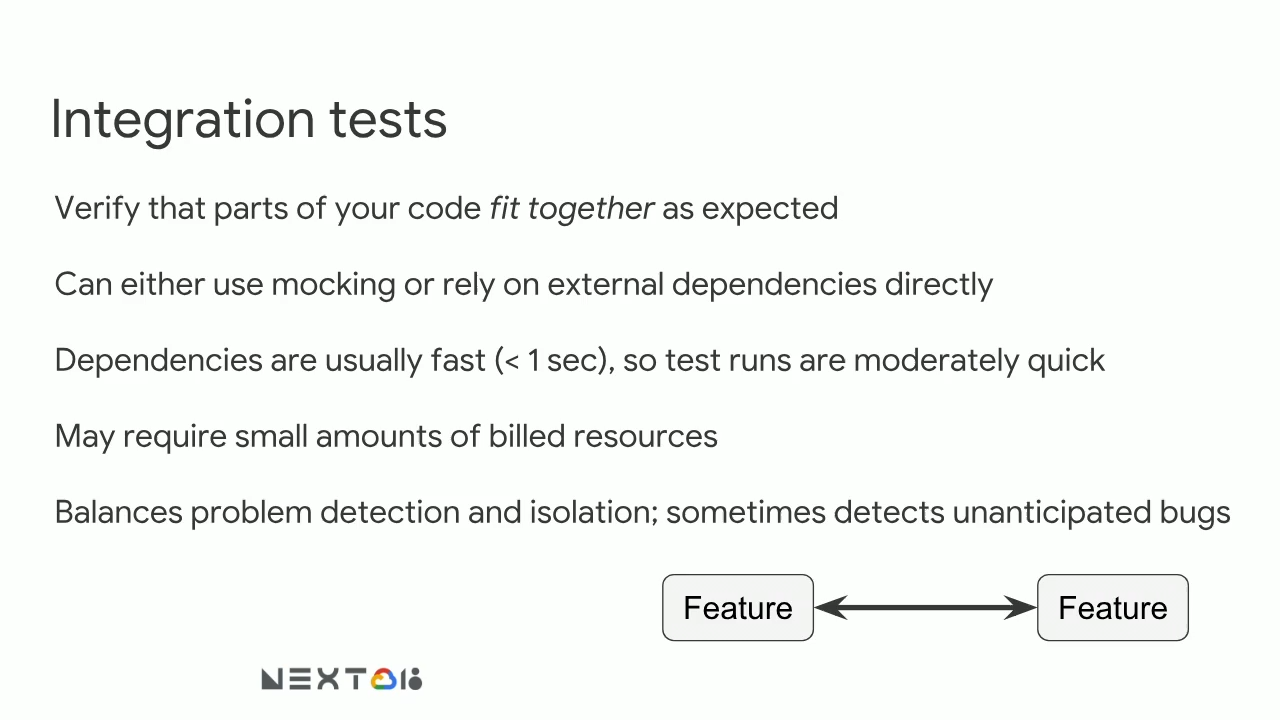 Integration tests
Verify that parts of your code fit together as expected
Can either use mocking or rely on external dependencies directly
Dependencies are usually fast (< 1 sec), so test runs are moderately quick
May require small amounts of billed resources
Balances problem detection and isolation; sometimes detects unanticipated bugs
Feature
Feature
NEXT 18